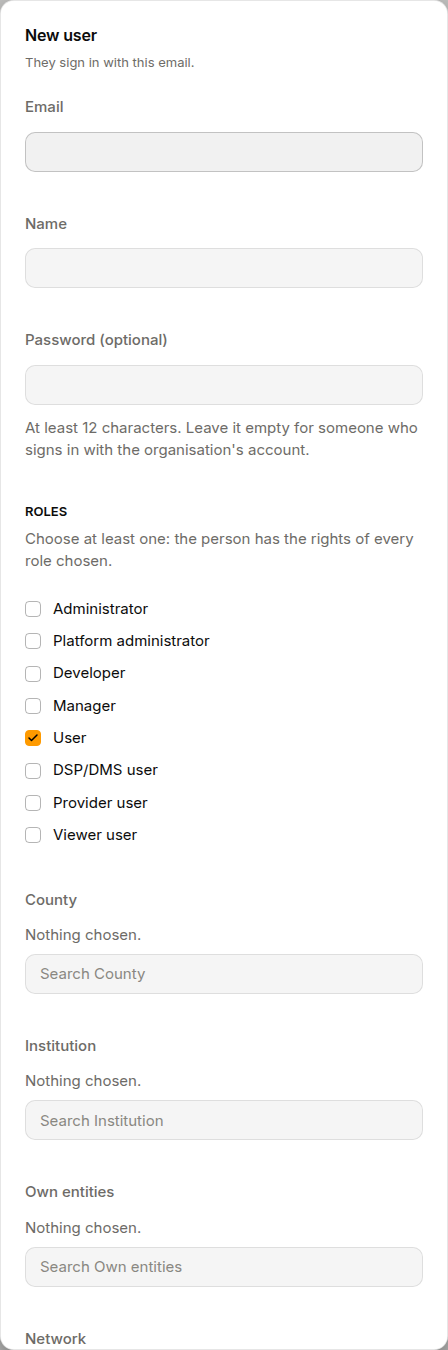 New user
They sign in with this email.
Email
Name
Password (optional)
At least 12 characters. Leave it empty for someone who
signs in with the organisation's account.
ROLES
Choose at least one: the person has the rights of every
role chosen.
Administrator
Platform administrator
Developer
Manager
User
DSP/DMS user
Provider user
Viewer user
County
Nothing chosen.
Search County
Institution
Nothing chosen.
Search Institution
Own entities
Nothing chosen.
Search Own entities
Network